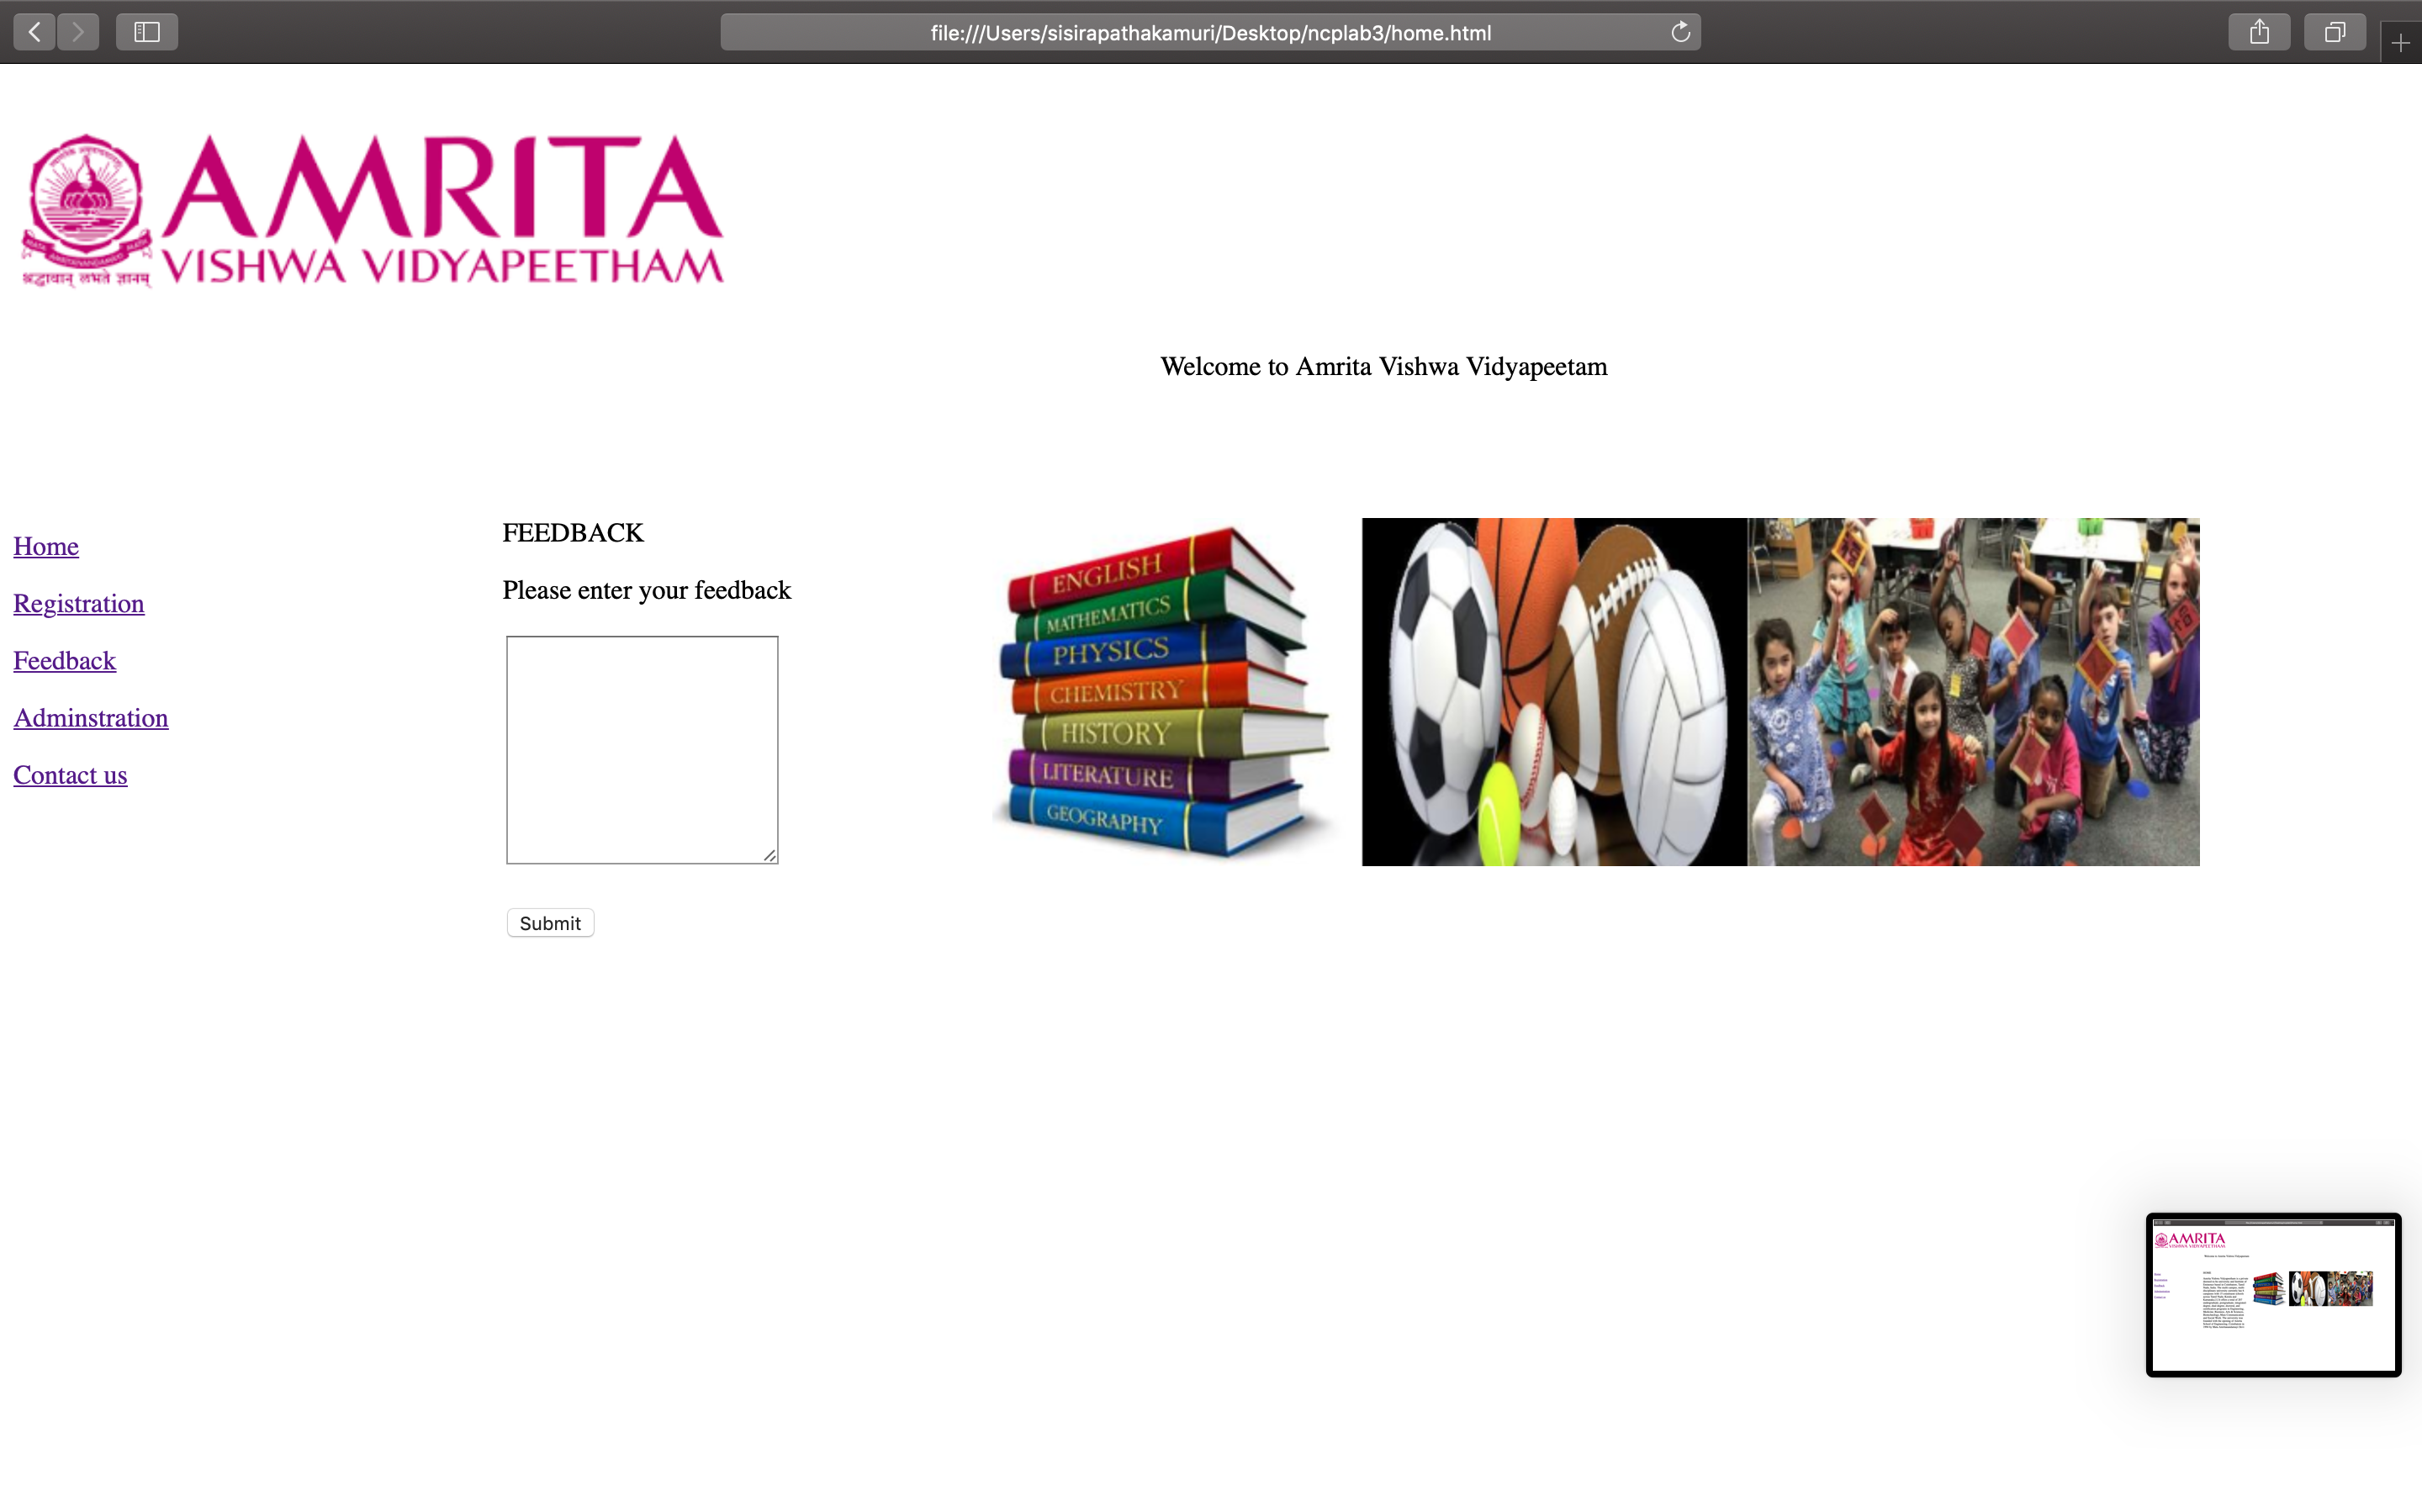 file:///Users/sisirapathakamuri/Desktop/ncplab3/home.html
AMRITA
VISHWA VIDYAPEETHAM
श्रद्धावान् लभते ज्ञानम्
Welcome to Amrita Vishwa Vidyapeetam
Home
Registration
Feedback
Adminstration
Contact us
FEEDBACK
Please enter your feedback
Submit
ENGLISH
MATHEMATICS
PHYSICS
CHEMISTRY
HISTORY
LITERATURE
GEOGRAPHY
AMRITA
VISHWA VIDYAPEETHAM